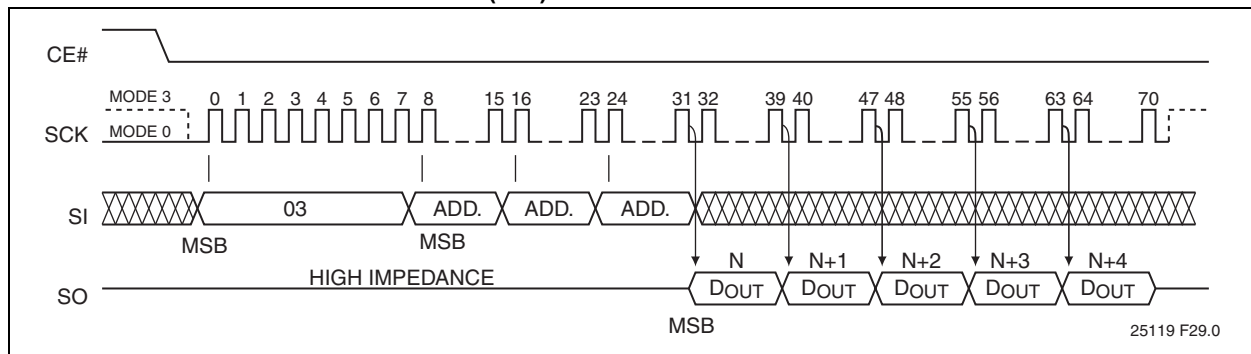 CE#
MODE 3
0 1 2 3 4 5 6 7 8 15 16 23 24 31 32 39 40 47 48 55 56 63 64 70
SCK
MODE 0
SI
03
ADD.
ADD.
ADD.
MSB
MSB
HIGH IMPEDANCE
N
N+1
N+2
N+3
N+4
SO
DOUT
DOUT
DOUT
DOUT
DOUT
MSB
25119 F29.0